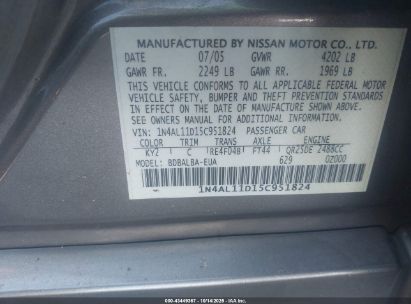 MANUFACTURED BY NISSAN MOTOR CO., LTD.
DATE 07/05 GVWR 4202 LB
GAWR FR. 2249 LB GAWR RR. 1969 LB
THIS VEHICLE CONFORMS TO ALL APPLICABLE FEDERAL MOTOR
VEHICLE SAFETY, BUMPER AND THEFT PREVENTION STANDARDS
IN EFFECT ON THE DATE OF MANUFACTURE SHOWN ABOVE.
SEE OWNERS MANUAL FOR ADDITIONAL INFORMATION
1N4AL11D15C951824 PASSENGER CAR
COLOR TRIM TRANS AXLE ENGINE
KY2 C RE4F04B FT44 QR25DE 2488CC
MODEL: BDBALBA-EUA 629 0Z000
1N4AL11D15C951824